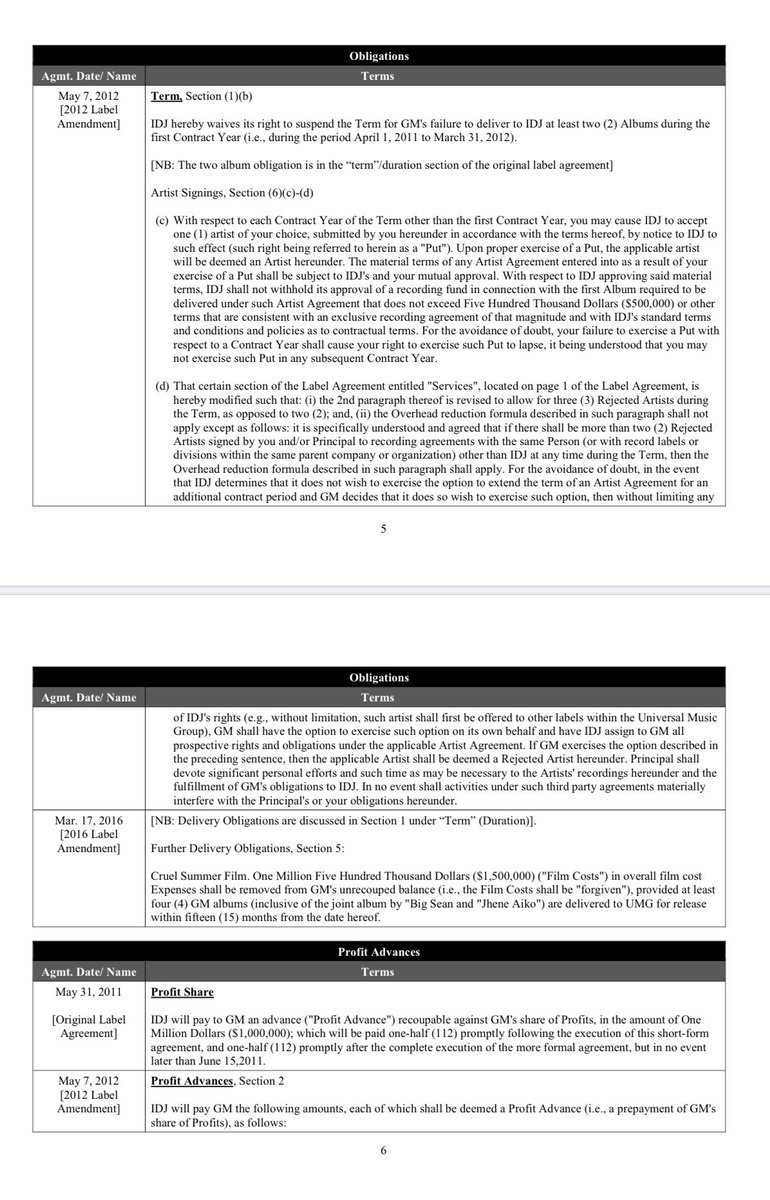 Obligations
Agmt. Date/ Name
Terms
May 7, 2012
[2012 Label
Amendment]
Term, Section (1)(b)
IDJ hereby waives its right to suspend the Term for GM's failure to deliver to IDJ at least two (2) Albums during the
first Contract Year (i.e., during the period April 1, 2011 to March 31, 2012).
[NB: The two album obligation is in the “term”/duration section of the original label agreement]
Artist Signings, Section (6)(c)-(d)
(c) With respect to each Contract Year of the Term other than the first Contract Year, you may cause IDJ to accept
one (1) artist of your choice, submitted by you hereunder in accordance with the terms hereof, by notice to IDJ to
such effect (such right being referred to herein as a "Put"). Upon proper exercise of a Put, the applicable artist
will be deemed an Artist hereunder. The material terms of any Artist Agreement entered into as a result of your
exercise of a Put shall be subject to IDJ's and your mutual approval. With respect to IDJ approving said material
terms, IDJ shall not withhold its approval of a recording fund in connection with the first Album required to be
delivered under such Artist Agreement that does not exceed Five Hundred Thousand Dollars ($500,000) or other
terms that are consistent with an exclusive recording agreement of that magnitude and with IDJ's standard terms
and conditions and policies as to contractual terms. For the avoidance of doubt, your failure to exercise a Put with
respect to a Contract Year shall cause your right to exercise such Put to lapse, it being understood that you may
not exercise such Put in any subsequent Contract Year.
(d) That certain section of the Label Agreement entitled "Services", located on page 1 of the Label Agreement, is
hereby modified such that: (i) the 2nd paragraph thereof is revised to allow for three (3) Rejected Artists during
the Term, as opposed to two (2); and, (ii) the Overhead reduction formula described in such paragraph shall not
apply except as follows: it is specifically understood and agreed that if there shall be more than two (2) Rejected
Artists signed by you and/or Principal to recording agreements with the same Person (or with record labels or
divisions within the same parent company or organization) other than IDJ at any time during the Term, then the
Overhead reduction formula described in such paragraph shall apply. For the avoidance of doubt, in the event
that IDJ determines that it does not wish to exercise the option to extend the term of an Artist Agreement for an
additional contract period and GM decides that it does so wish to exercise such option, then without limiting any
5
Obligations
Agmt. Date/ Name
Terms
of IDJ's rights (e.g., without limitation, such artist shall first be offered to other labels within the Universal Music
Group), GM shall have the option to exercise such option on its own behalf and have IDJ assign to GM all
prospective rights and obligations under the applicable Artist Agreement. If GM exercises the option described in
the preceding sentence, then the applicable Artist shall be deemed a Rejected Artist hereunder. Principal shall
devote significant personal efforts and such time as may be necessary to the Artists' recordings hereunder and the
fulfillment of GM's obligations to IDJ. In no event shall activities under such third party agreements materially
interfere with the Principal's or your obligations hereunder.
Mar. 17, 2016
[2016 Label
Amendment]
[NB: Delivery Obligations are discussed in Section 1 under “Term” (Duration)].
Further Delivery Obligations, Section 5:
Cruel Summer Film. One Million Five Hundred Thousand Dollars ($1,500,000) ("Film Costs") in overall film cost
Expenses shall be removed from GM's unrecouped balance (i.e., the Film Costs shall be "forgiven"), provided at least
four (4) GM albums (inclusive of the joint album by "Big Sean and "Jhene Aiko") are delivered to UMG for release
within fifteen (15) months from the date hereof.
Profit Advances
Agmt. Date/ Name
Terms
May 31, 2011
[Original Label
Agreement]
Profit Share
IDJ will pay to GM an advance ("Profit Advance") recoupable against GM's share of Profits, in the amount of One
Million Dollars ($1,000,000); which will be paid one-half (112) promptly following the execution of this short-form
agreement, and one-half (112) promptly after the complete execution of the more formal agreement, but in no event
later than June 15,2011.
May 7, 2012
[2012 Label
Amendment]
Profit Advances, Section 2
IDJ will pay GM the following amounts, each of which shall be deemed a Profit Advance (i.e., a prepayment of GM's
share of Profits), as follows:
6